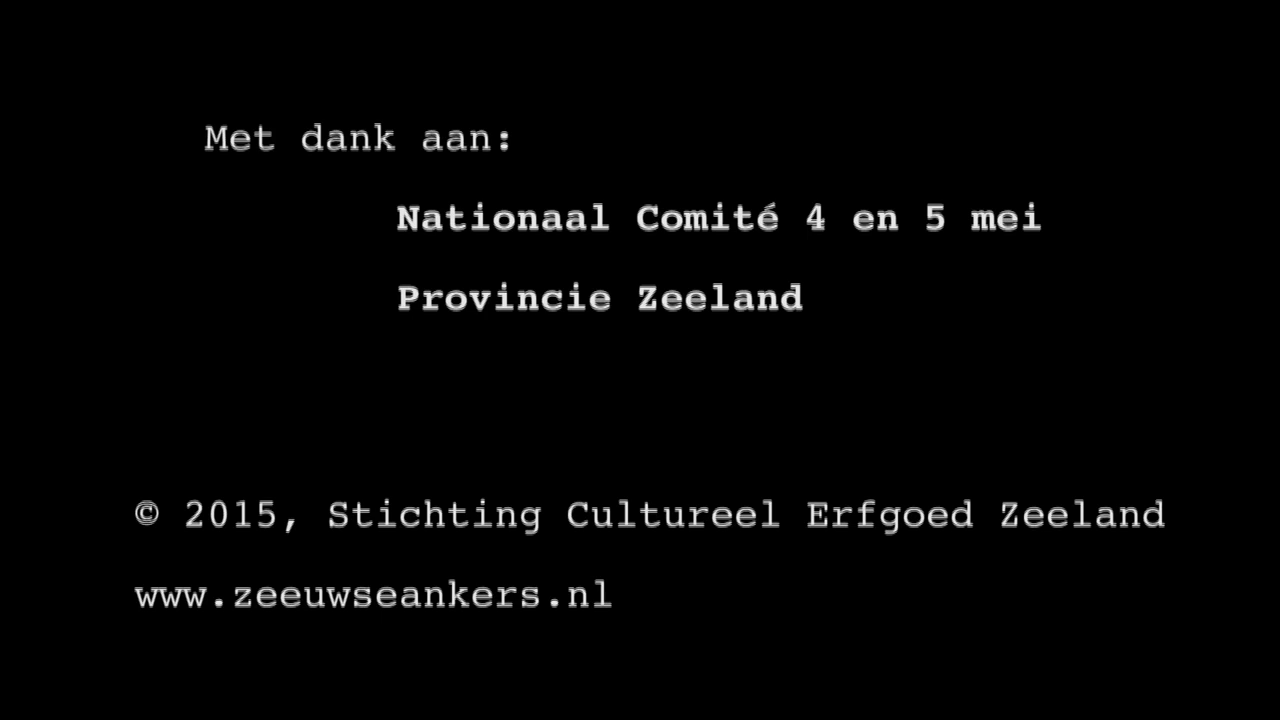 Met dank aan:
Nationaal Comité 4 en 5 mei
Provincie Zeeland
© 2015, Stichting Cultureel Erfgoed Zeeland
www.zeeuwseankers.nl